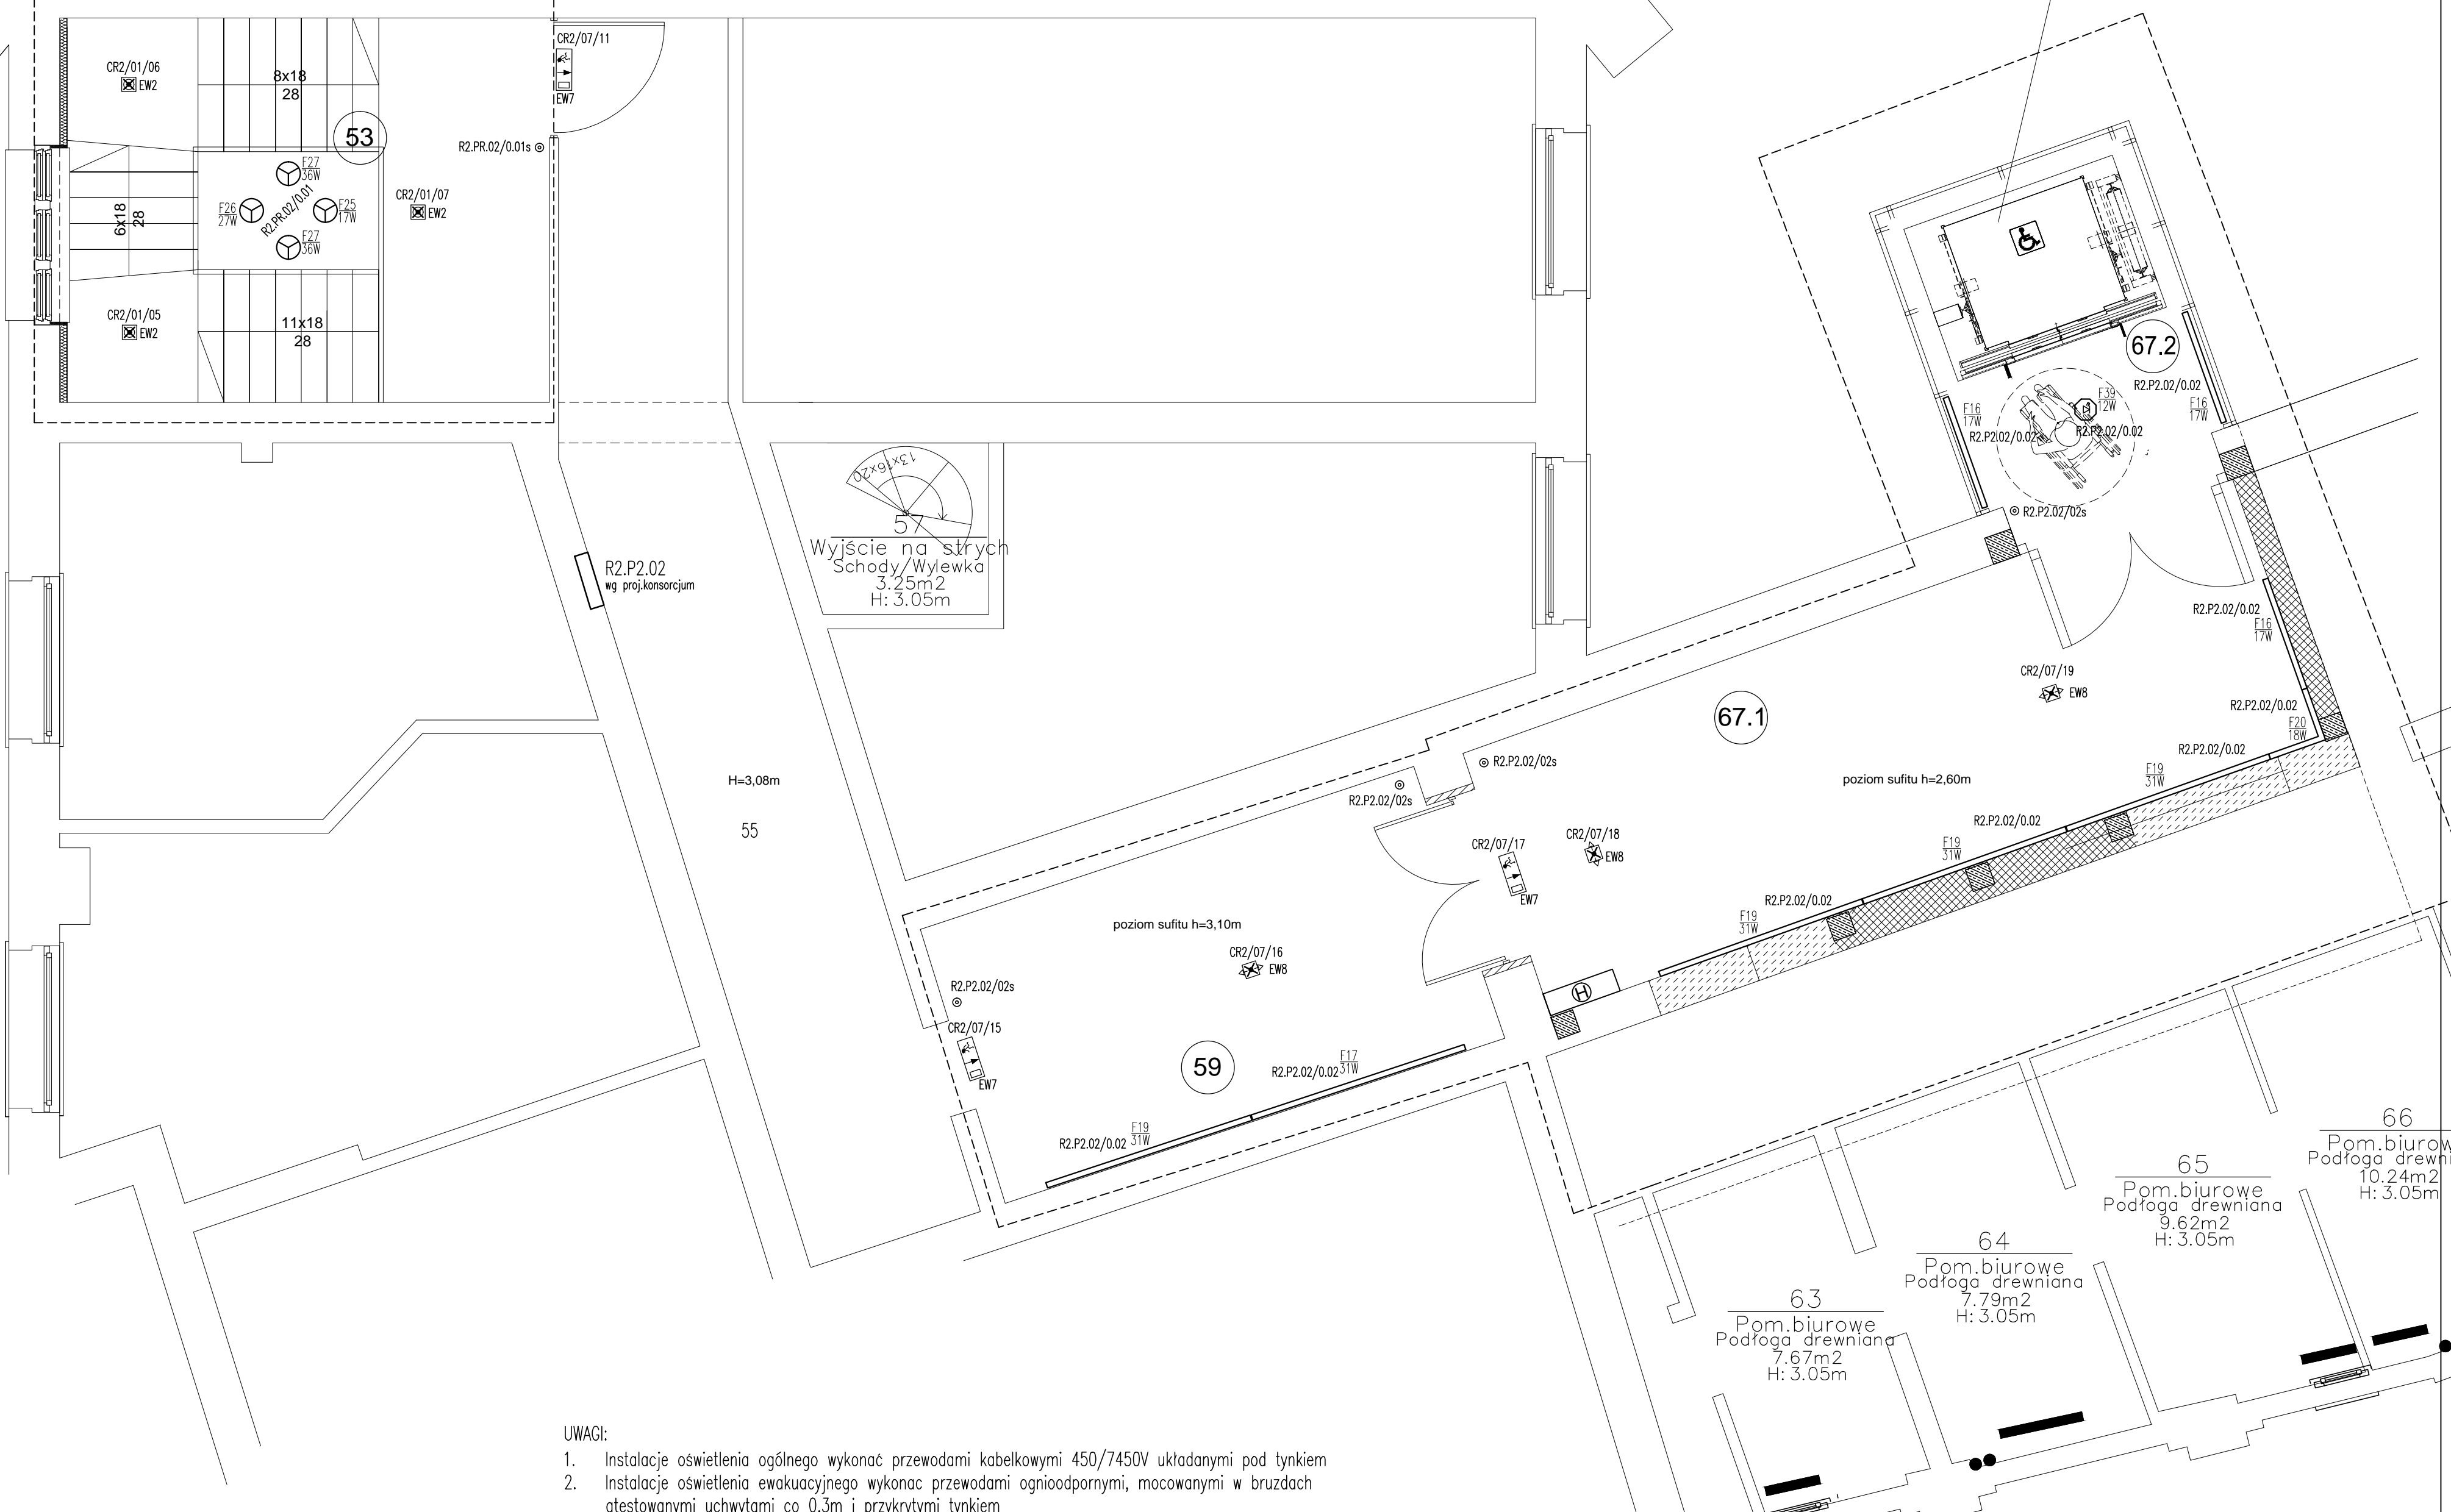 CR2/01/06
EW2
8x18
28
53
CR2/07/11
EW7
R2.PR.02/0.01s
F27
36W
F26
27W
R2.PR.02/0.01
F25
17W
F27
36W
CR2/01/07
EW2
6x18
28
CR2/01/05
EW2
11x18
28
13x16x20
57
Wyjście na strych
Schody/Wylewka
3.25m2
H: 3.05m
R2.P2.02
wg proj.konsorcjum
H=3,08m
55
67.2
R2.P2.02/0.02
F39
12W
F16
17W
F16
17W
R2.P2.02/0.02
R2.P2.02/0.02
R2.P2.02/02s
R2.P2.02/0.02
F16
17W
CR2/07/19
EW8
67.1
R2.P2.02/0.02
F20
18W
R2.P2.02/0.02
F19
31W
poziom sufitu h=2,60m
R2.P2.02/02s
R2.P2.02/02s
R2.P2.02/0.02
F19
31W
CR2/07/17
EW7
CR2/07/18
EW8
R2.P2.02/0.02
F19
31W
H
poziom sufitu h=3,10m
CR2/07/16
EW8
R2.P2.02/02s
CR2/07/15
EW7
59
R2.P2.02/0.02
F17
31W
R2.P2.02/0.02
F19
31W
66
Pom.biurow
Podłoga drewni
10.24m2
H: 3.05m
65
Pom.biurowe
Podłoga drewniana
9.62m2
H: 3.05m
64
Pom.biurowe
Podłoga drewniana
7.79m2
H: 3.05m
63
Pom.biurowe
Podłoga drewniana
7.67m2
H: 3.05m
UWAGI:
1. Instalacje oświetlenia ogólnego wykonać przewodami kabelkowymi 450/7450V układanymi pod tynkiem
2. Instalacje oświetlenia ewakuacyjnego wykonac przewodami ognioodpornymi, mocowanymi w bruzdach
atestowanymi uchwytami co 0.3m i przykrytymi tynkiem